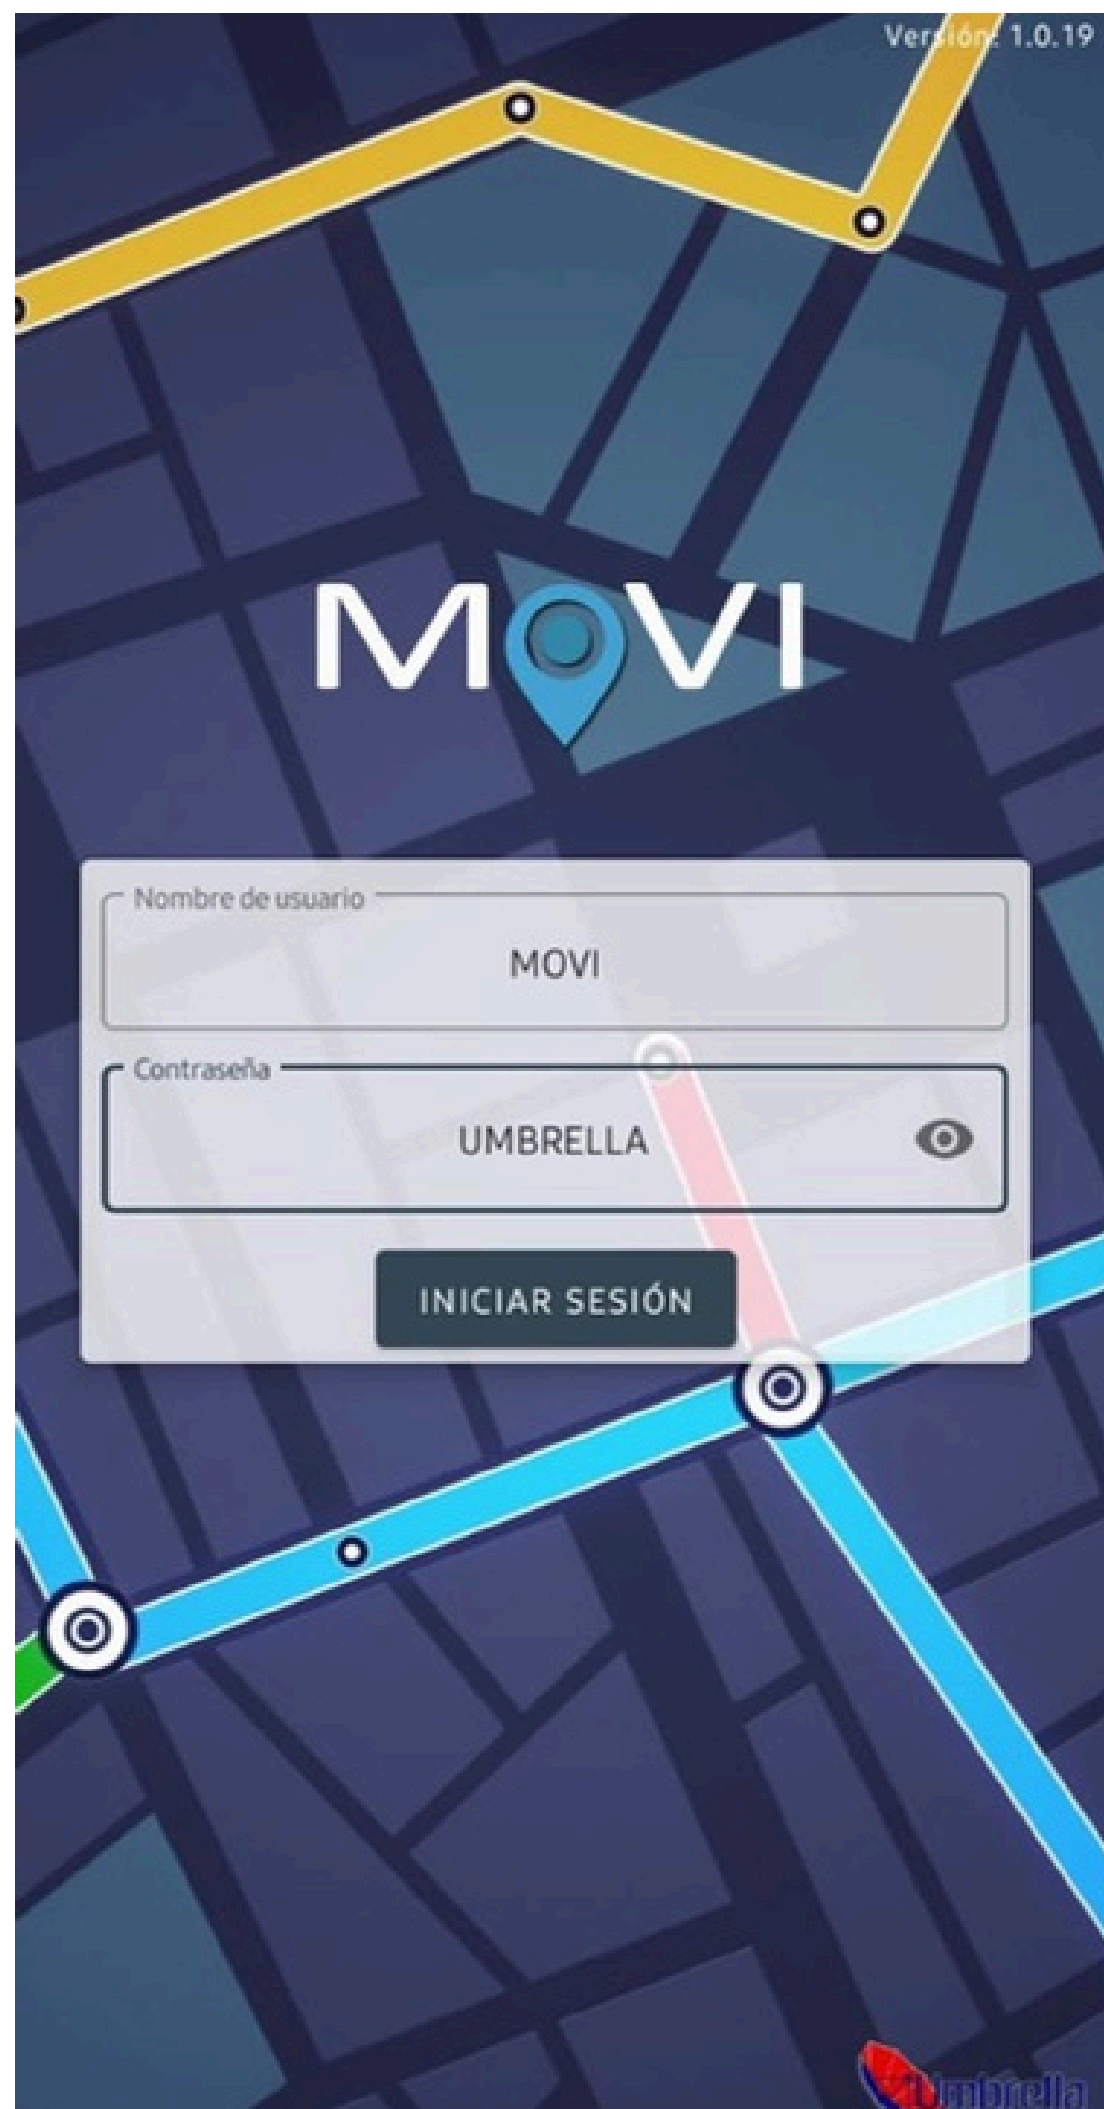 Versión: 1.0.19
MOVI
Nombre de usuario
MOVI
Contraseña
UMBRELLA
INICIAR SESIÓN
Umbrella